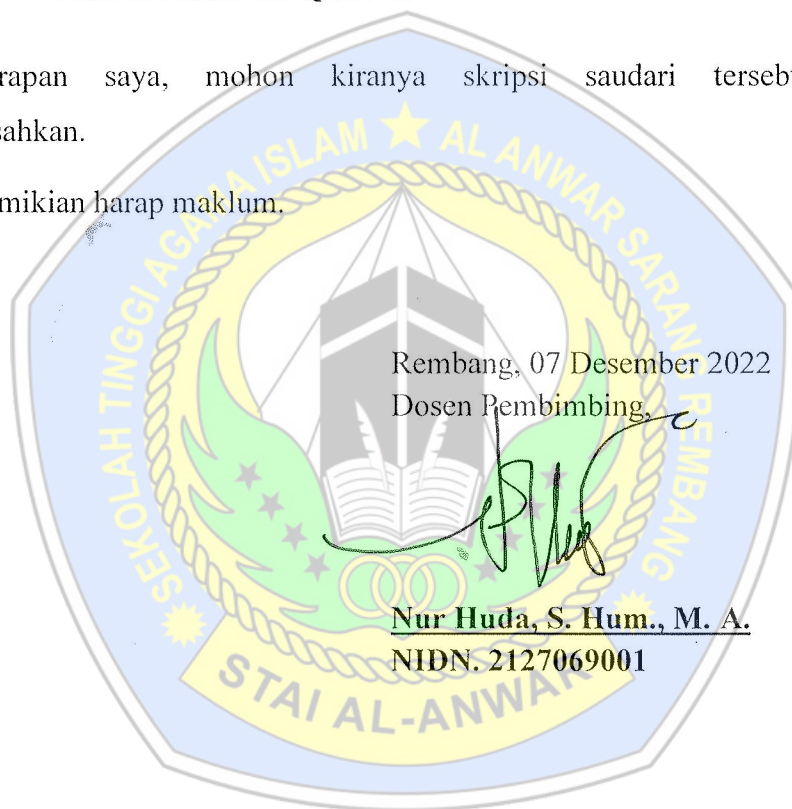 rapan saya, mohon kiranya skripsi saudari tersebu
sahkan.
mikian harap maklum.
SEKOLAH TINGGI AGAMA ISLAM AL ANWAR SARANG REMBANG
Rembang, 07 Desember 2022
Dosen Pembimbing,
Nur Huda, S. Hum., M. A.
NIDN. 2127069001
STAI AL-ANWAR